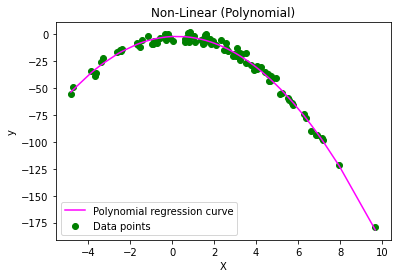 Non-Linear (Polynomial)
0
−25
−50
−75
−100
−125
−150
−175
y
Polynomial regression curve
Data points
−4 −2 0 2 4 6 8 10
X